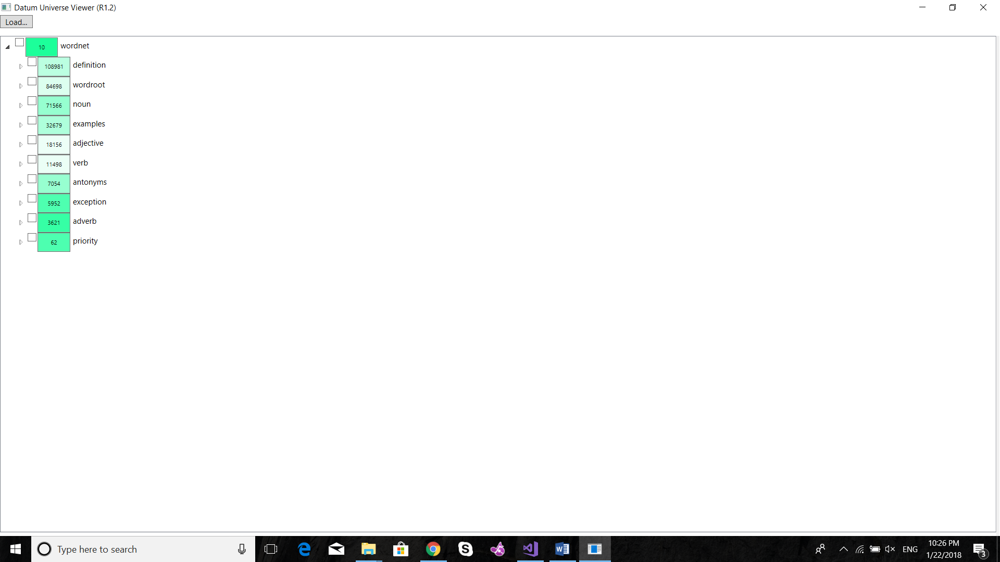 Datum Universe Viewer (R1.2)
Load...
10 wordnet
108981 definition
84698 wordroot
71566 noun
32679 examples
18156 adjective
11498 verb
7054 antonyms
5952 exception
3621 adverb
62 priority
Type here to search
ENG
10:26 PM
1/22/2018
3